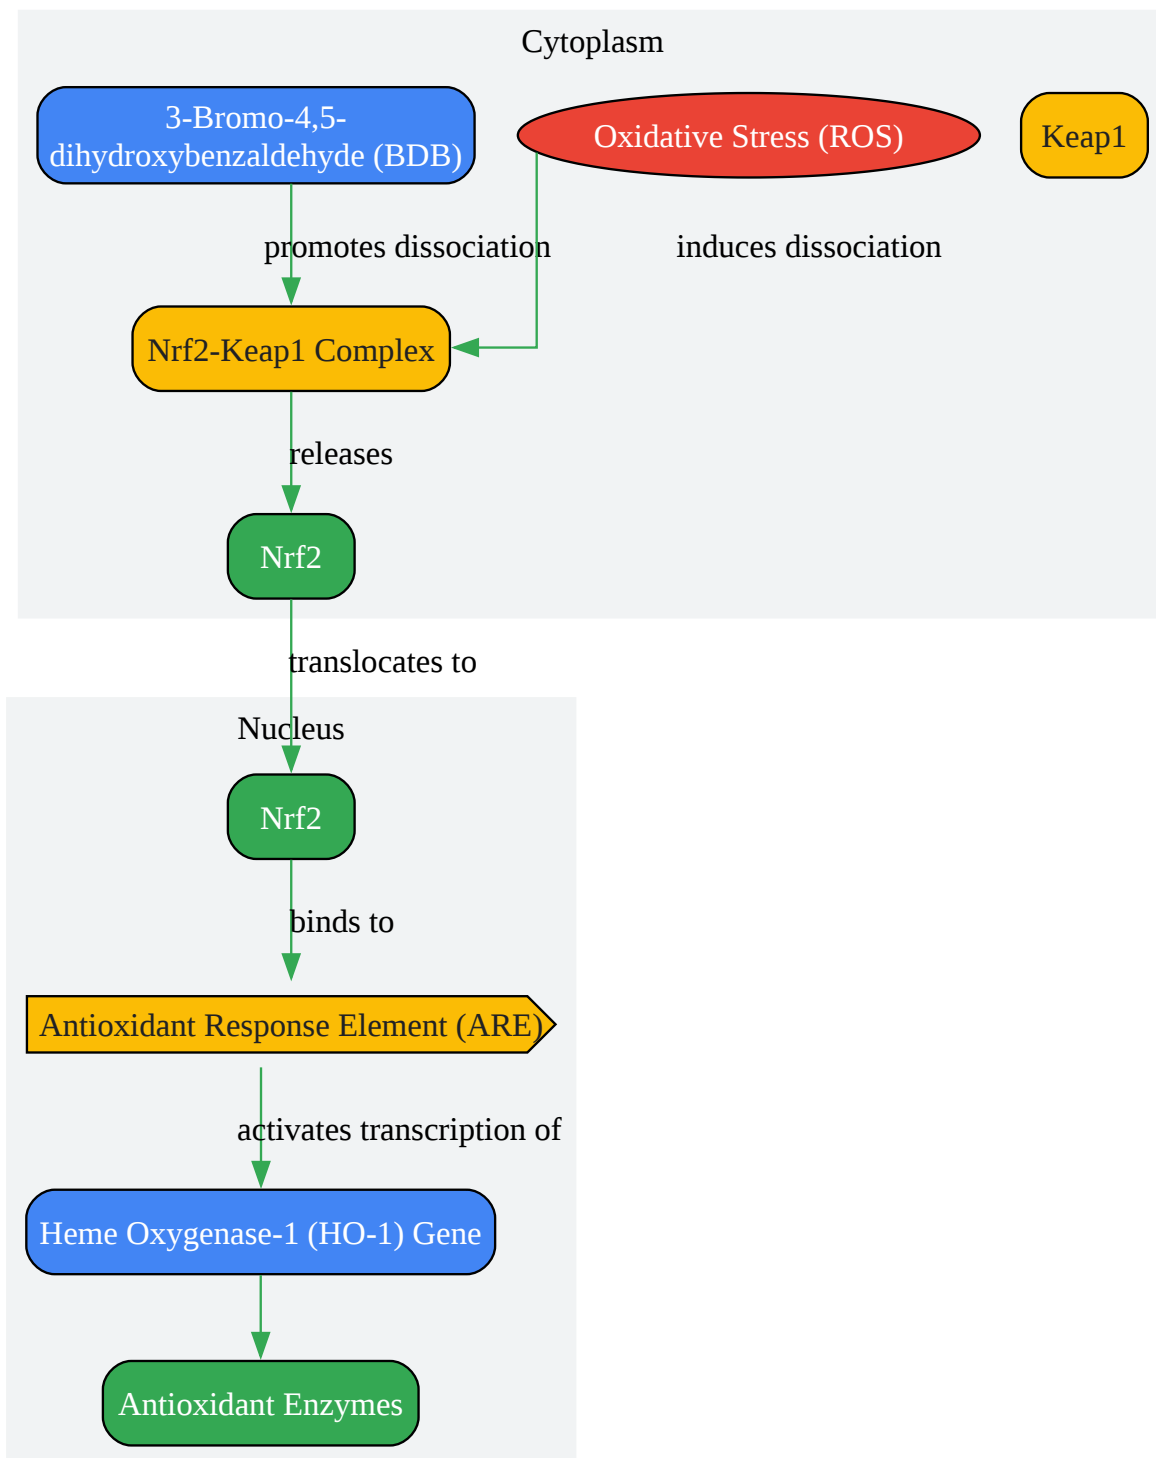 Cytoplasm
3-Bromo-4,5-
dihydroxybenzaldehyde (BDB)
Oxidative Stress (ROS)
Keap1
promotes dissociation
induces dissociation
Nrf2-Keap1 Complex
releases
Nrf2
translocates to
Nucleus
Nrf2
binds to
Antioxidant Response Element (ARE)
activates transcription of
Heme Oxygenase-1 (HO-1) Gene
Antioxidant Enzymes